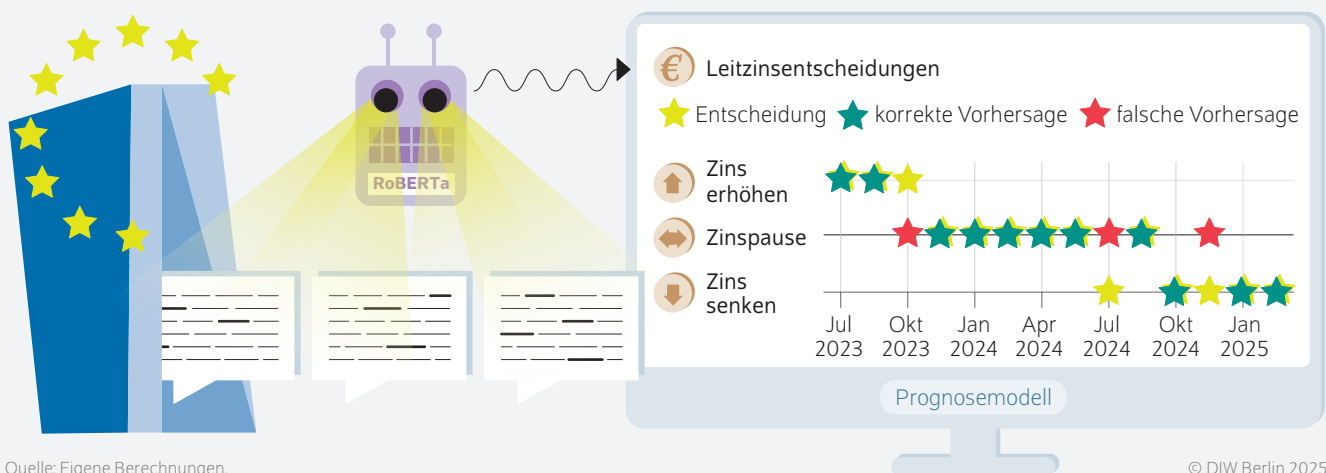 Leitzinsentscheidungen
Entscheidung korrekte Vorhersage falsche Vorhersage
RoBERTa
Zins
erhöhen
Zinspause
Zins
senken
Jul Okt Jan Apr Jul Okt Jan
2023 2023 2024 2024 2024 2024 2025
Prognosemodell
Quelle: Eigene Berechnungen.
© DIW Berlin 2025